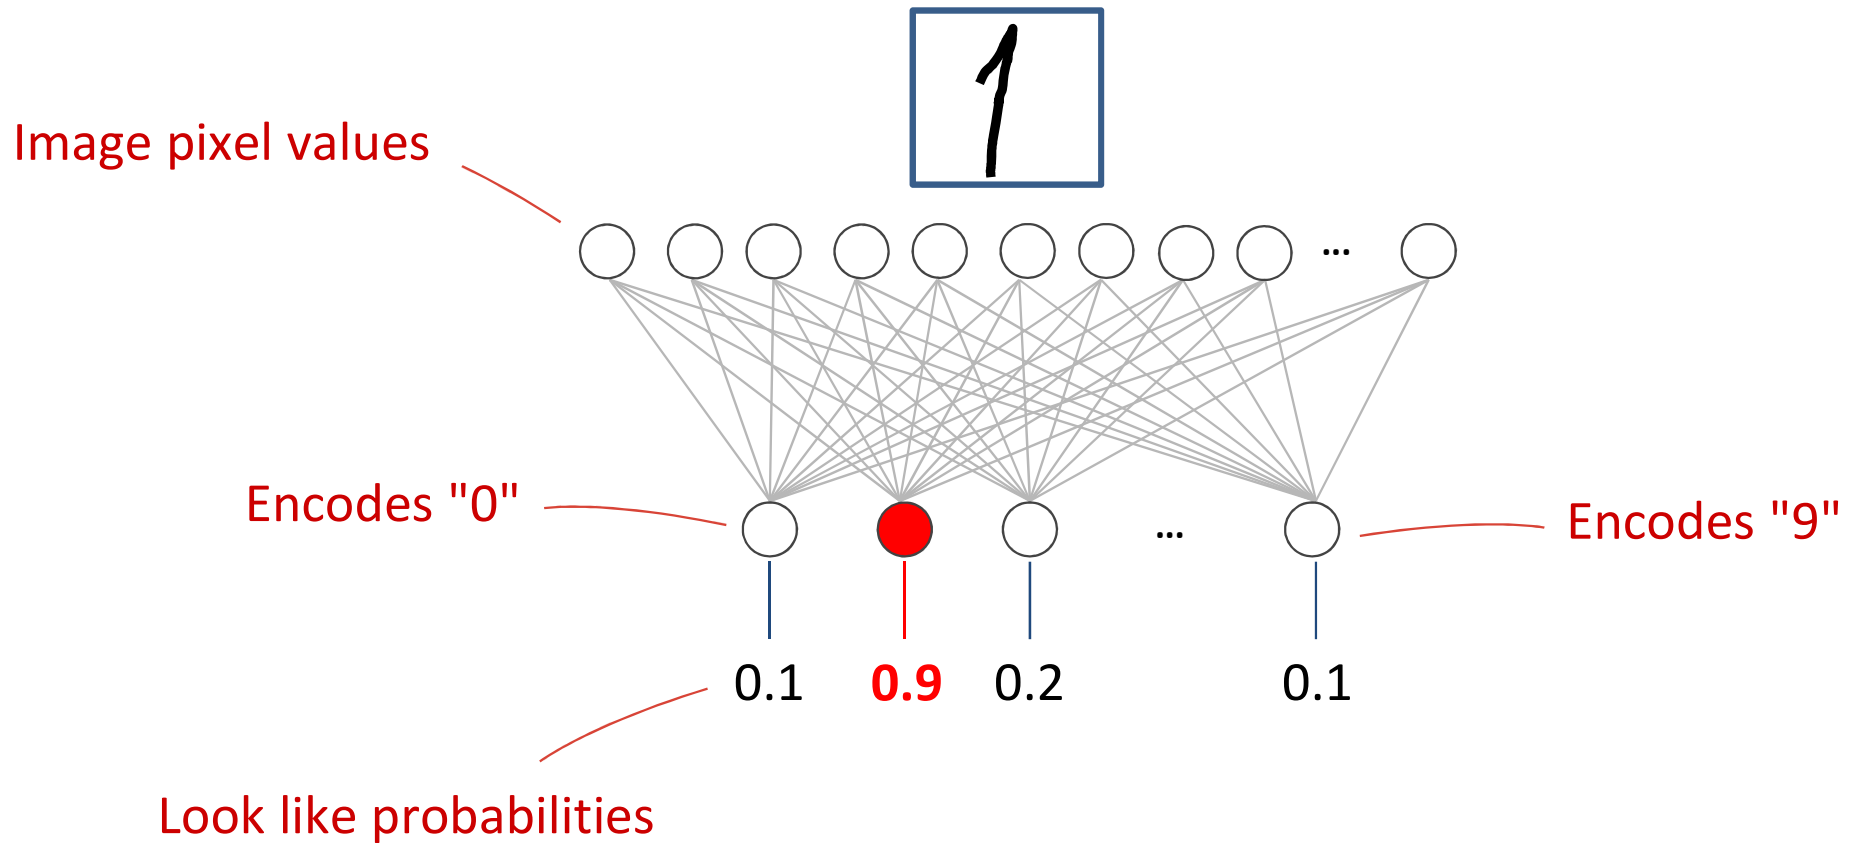 1
Image pixel values
...
Encodes "0"
...
Encodes "9"
0.1 0.9 0.2 0.1
Look like probabilities